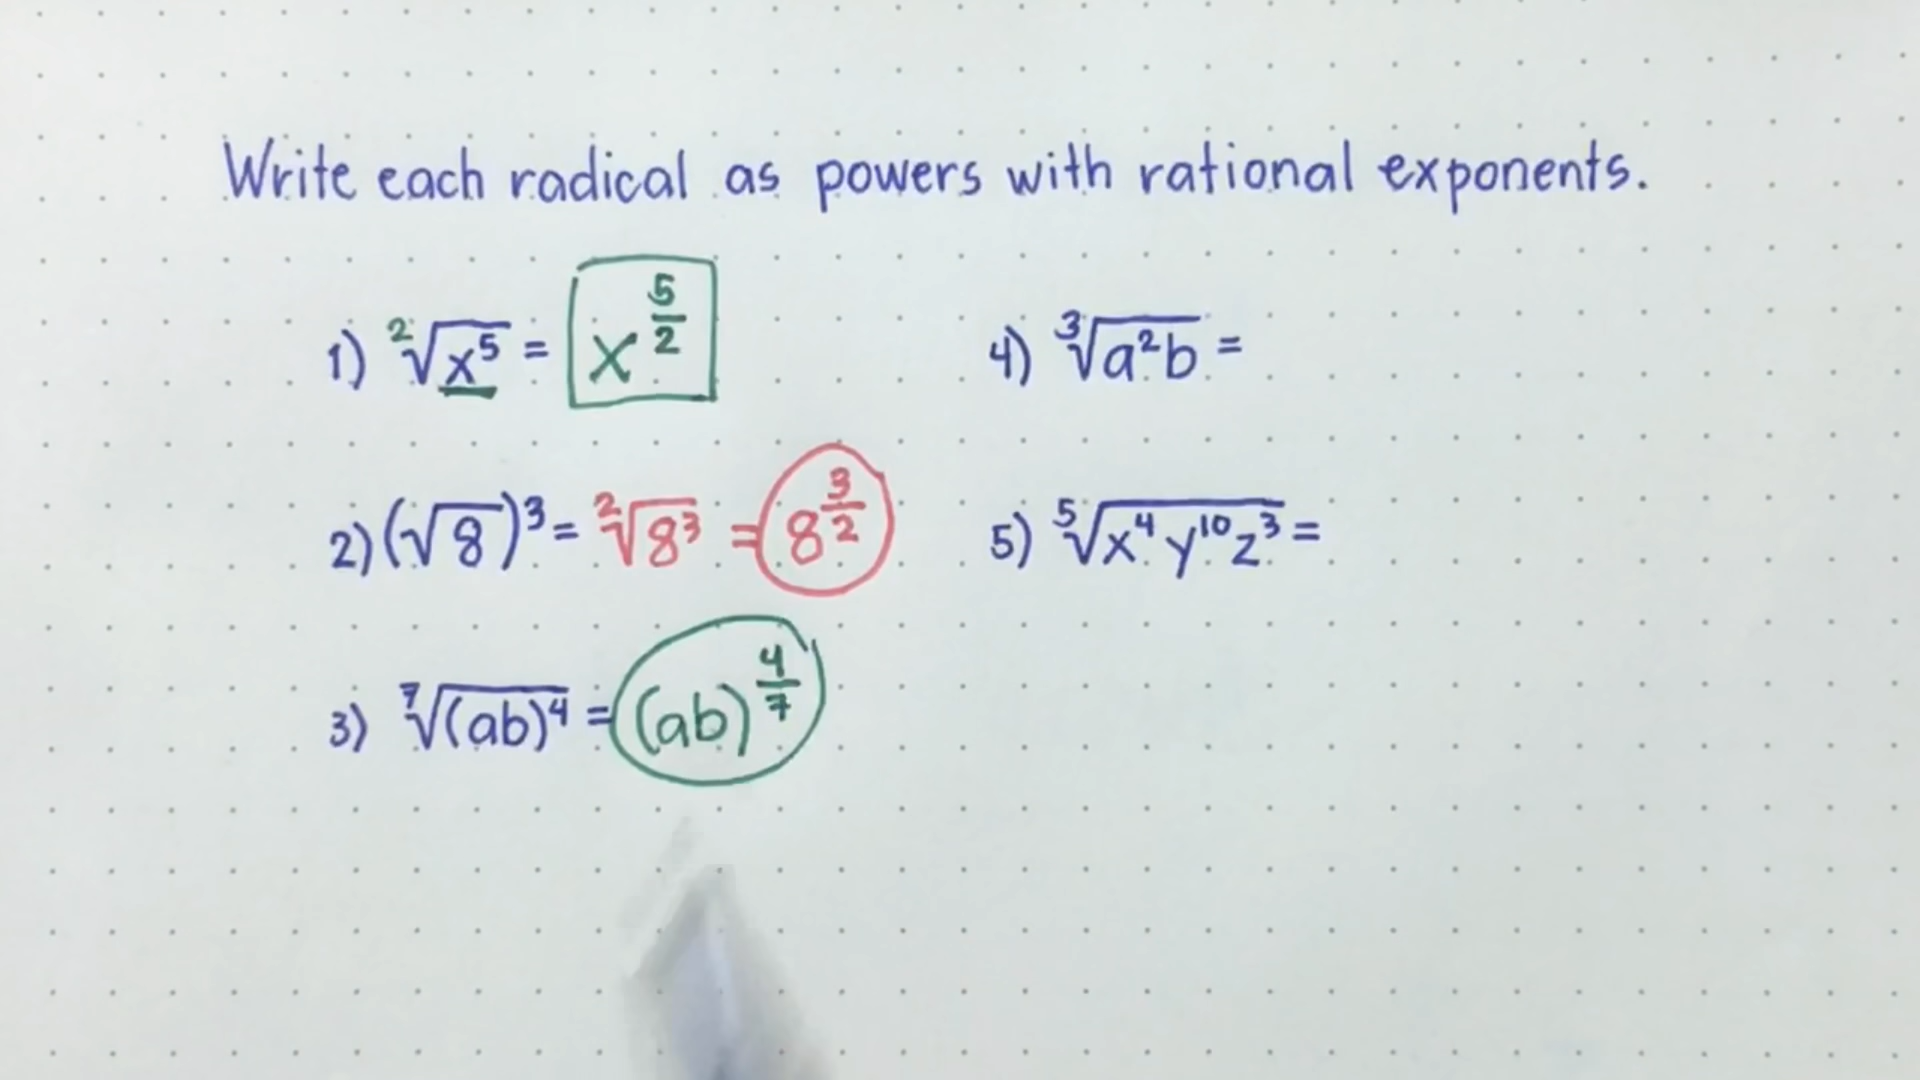 Write each radical as powers with rational exponents.
1) ²√x⁵ = x^(5/2)
2) (√8)³ = ²√8³ = 8^(3/2)
3) ⁷√(ab)⁴ = (ab)^(4/7)
4) ³√a²b =
5) ⁵√x⁴y¹⁰z³ =